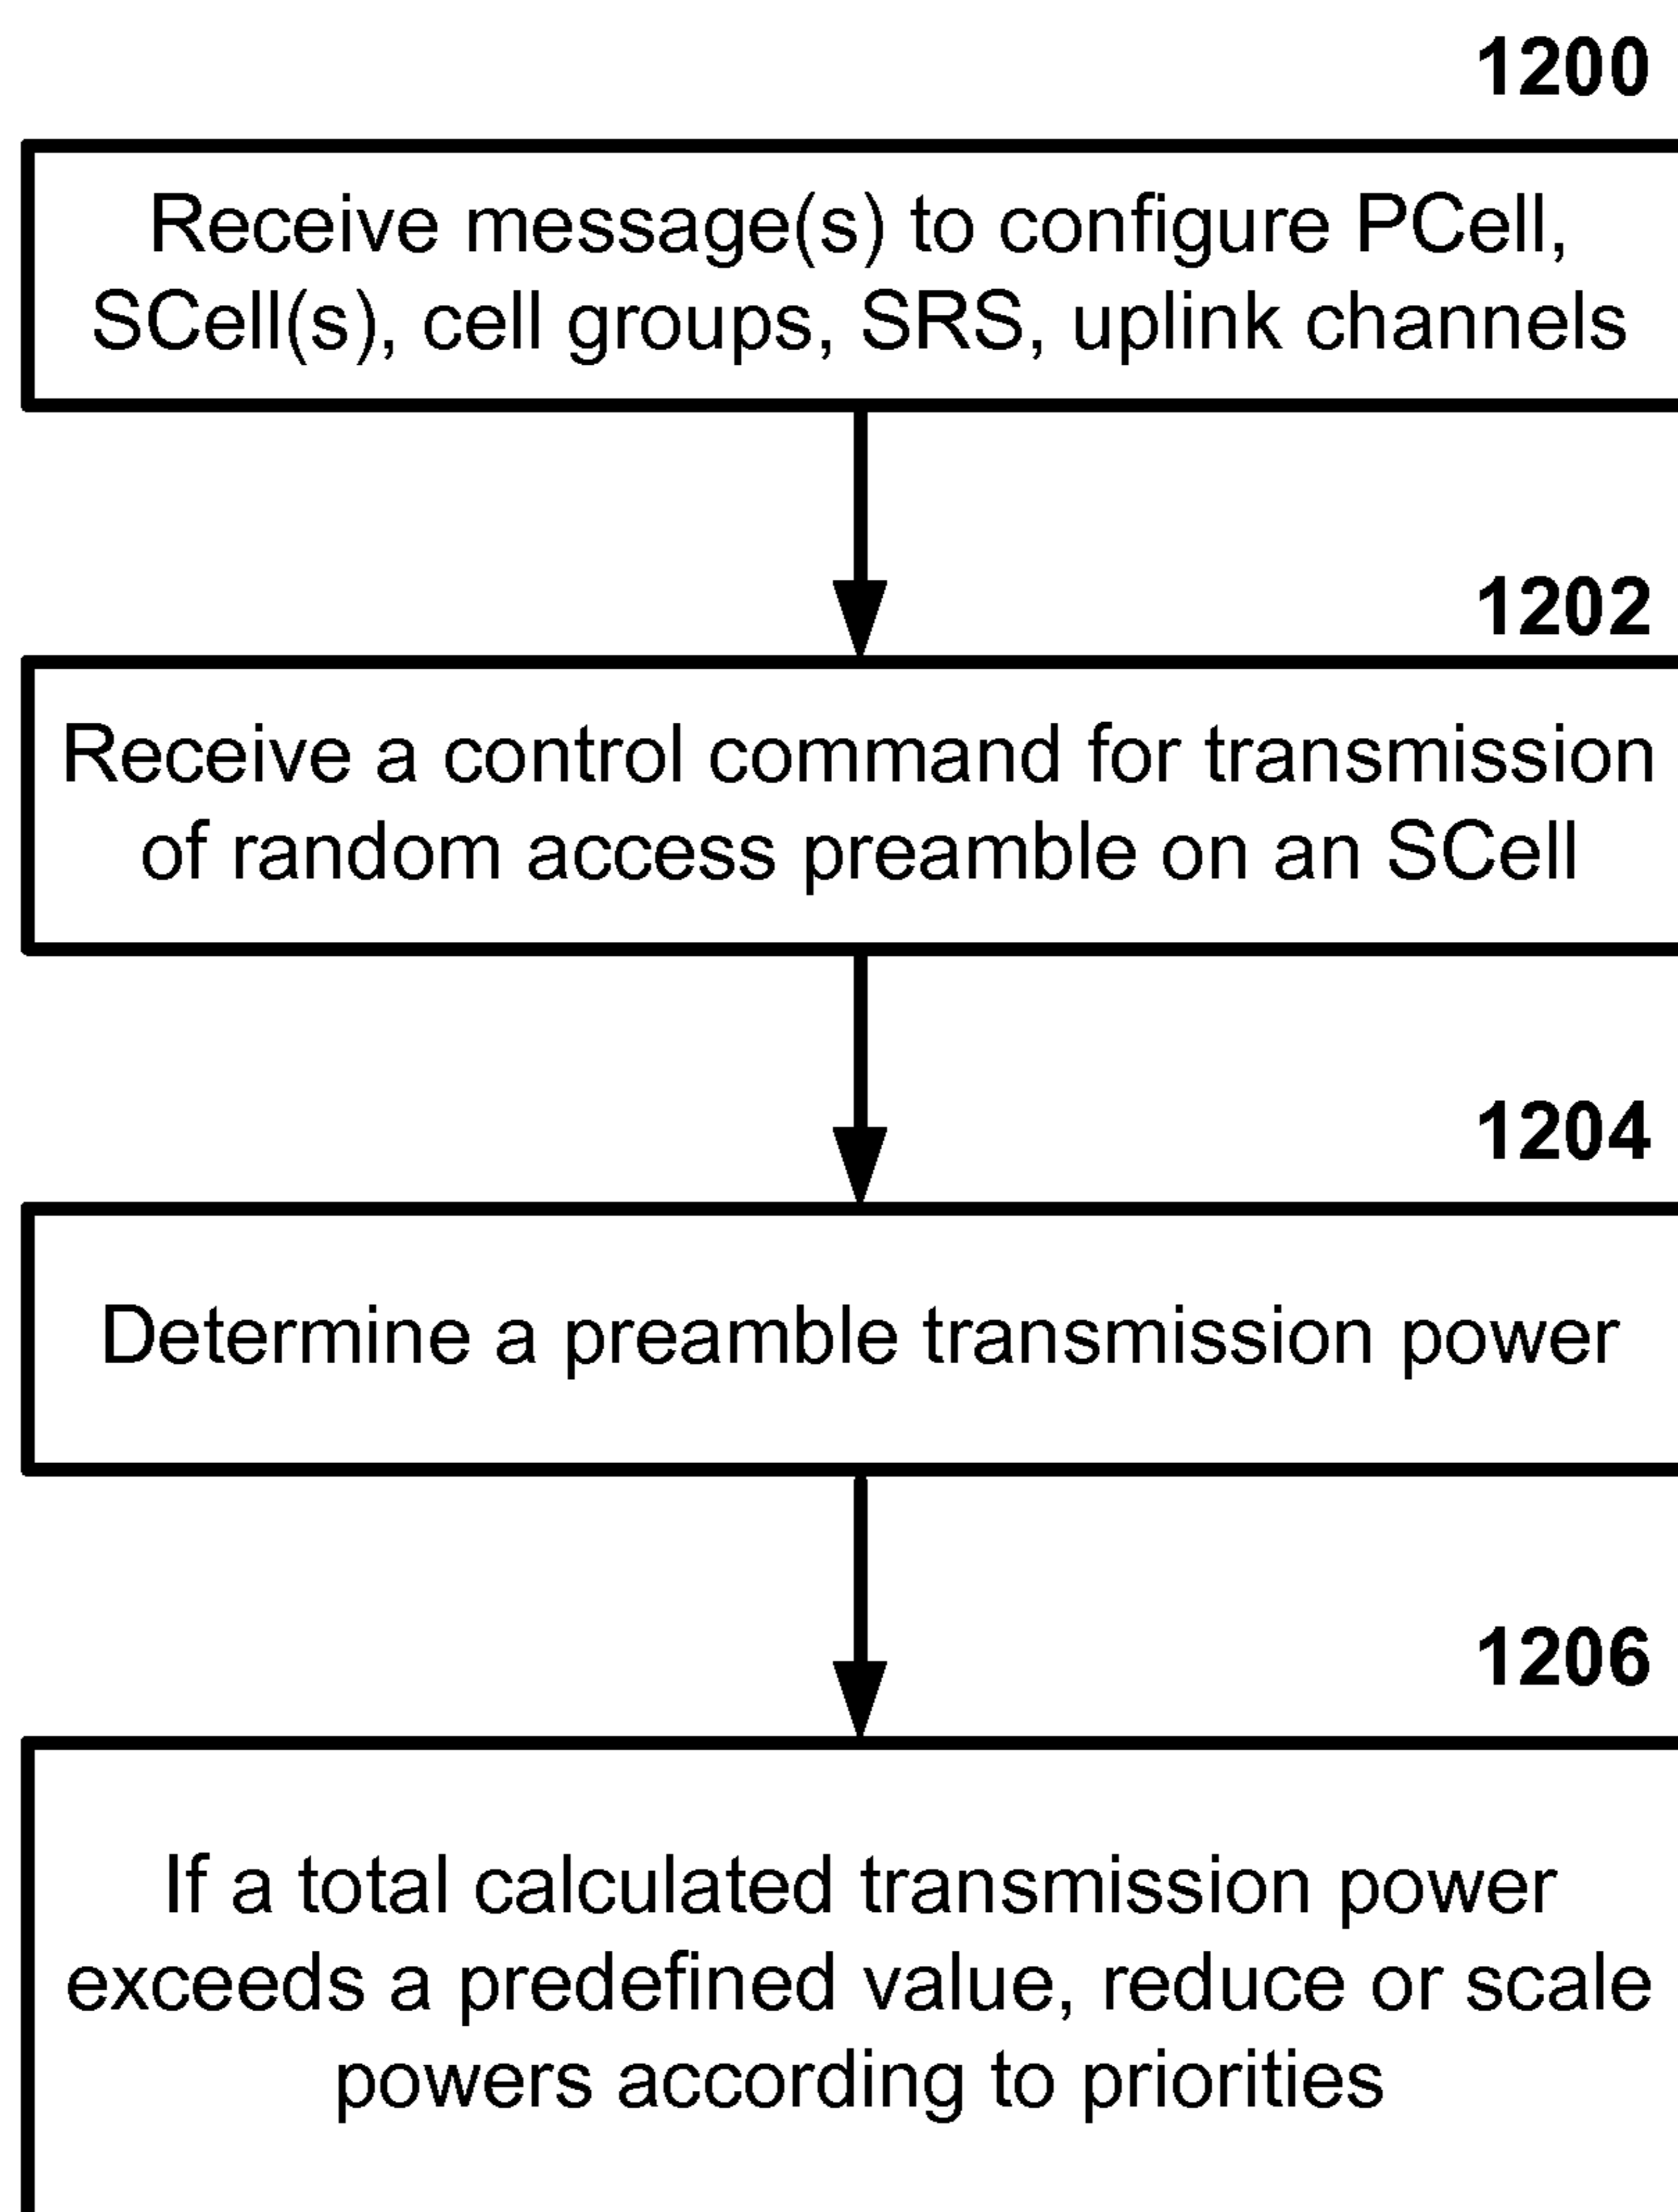 1200
Receive message(s) to configure PCell,
SCell(s), cell groups, SRS, uplink channels
1202
Receive a control command for transmission
of random access preamble on an SCell
1204
Determine a preamble transmission power
1206
If a total calculated transmission power
exceeds a predefined value, reduce or scale
powers according to priorities